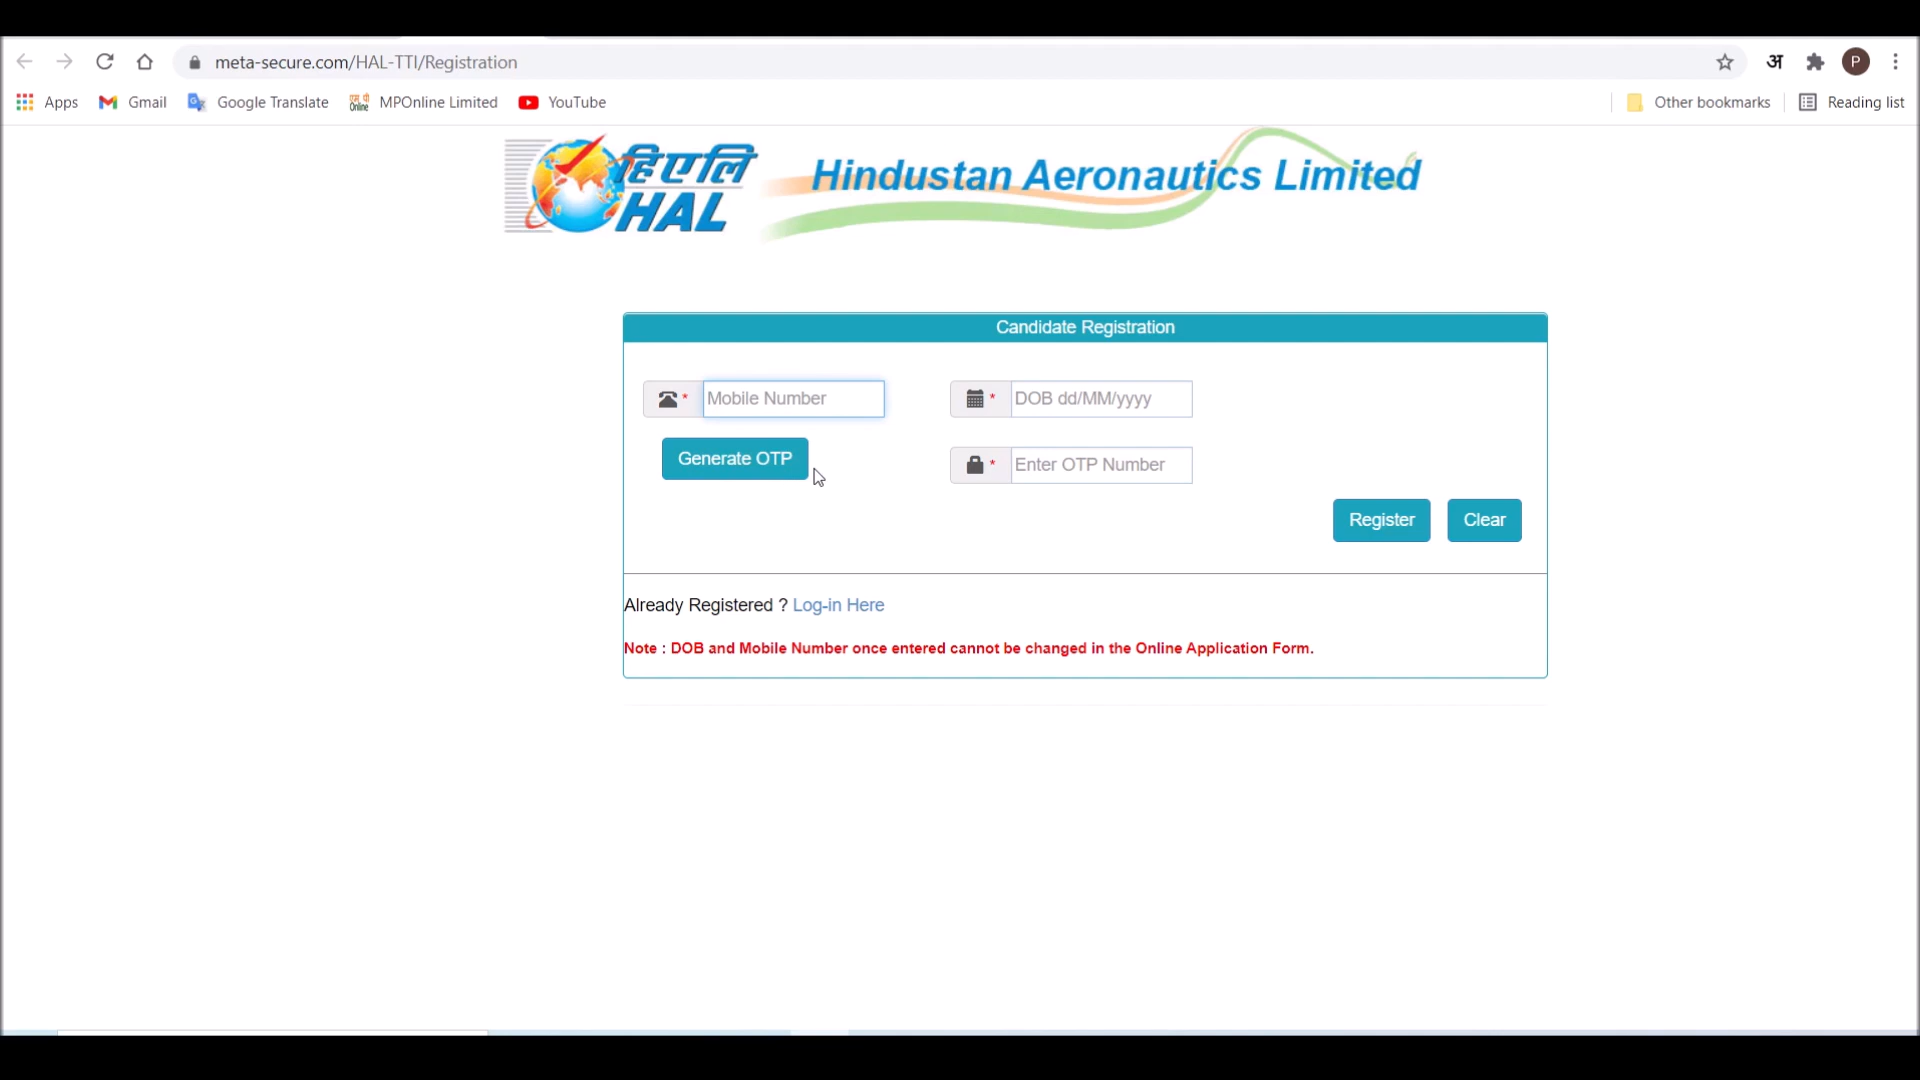 meta-secure.com/HAL-TTI/Registration
अ
P
Apps
Gmail
Google Translate
MPOnline Limited
YouTube
Other bookmarks
Reading list
हिएलि
HAL
Hindustan Aeronautics Limited
Candidate Registration
* Mobile Number
* DOB dd/MM/yyyy
Generate OTP
* Enter OTP Number
Register
Clear
Already Registered ? Log-in Here
Note : DOB and Mobile Number once entered cannot be changed in the Online Application Form.